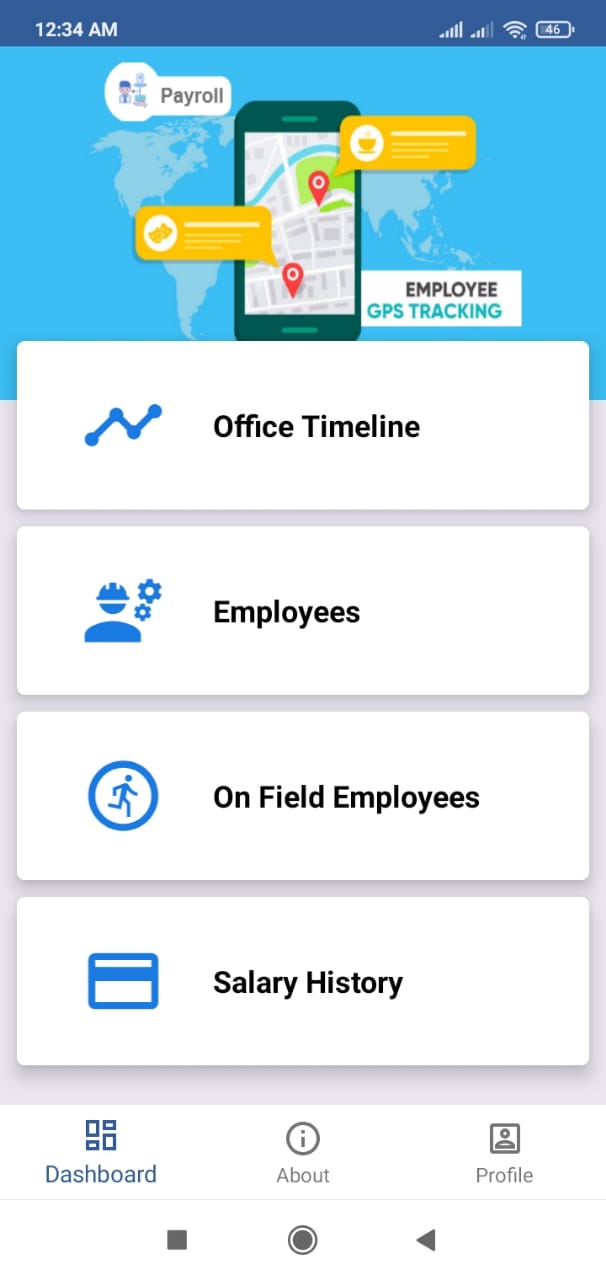 12:34 AM
46
Payroll
EMPLOYEE
GPS TRACKING
Office Timeline
Employees
On Field Employees
Salary History
Dashboard
About
Profile